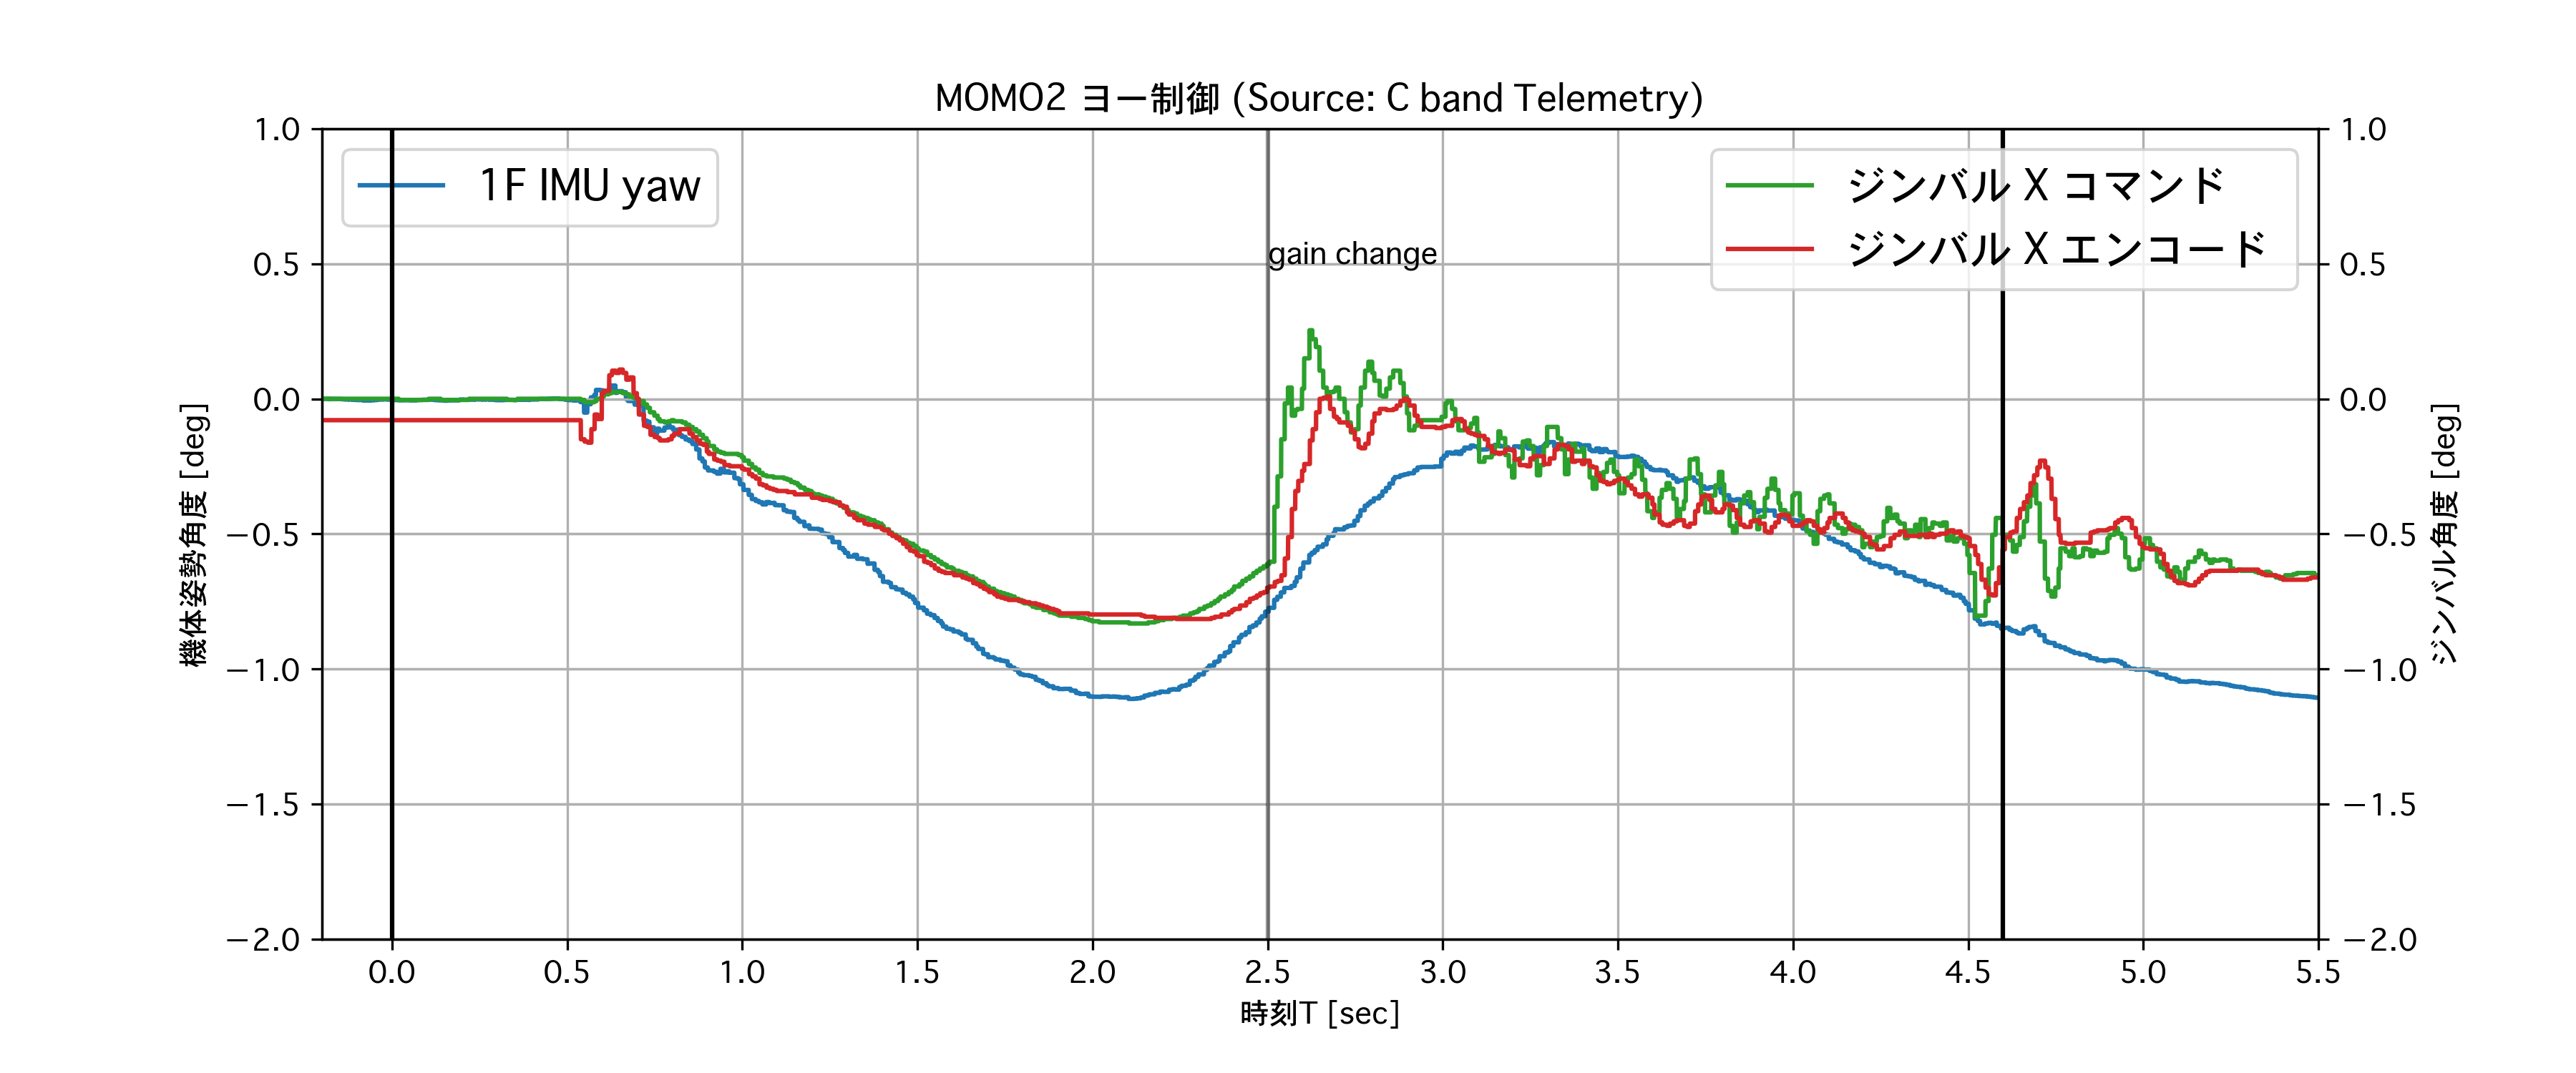 MOMO2 ヨー制御 (Source: C band Telemetry)
1F IMU yaw
ジンバル X コマンド
ジンバル X エンコード
gain change
機体姿勢角度 [deg]
1.0
0.5
0.0
−0.5
−1.0
−1.5
−2.0
1.0
0.5
0.0
−0.5
−1.0
−1.5
−2.0
ジンバル角度 [deg]
0.0 0.5 1.0 1.5 2.0 2.5 3.0 3.5 4.0 4.5 5.0 5.5
時刻T [sec]